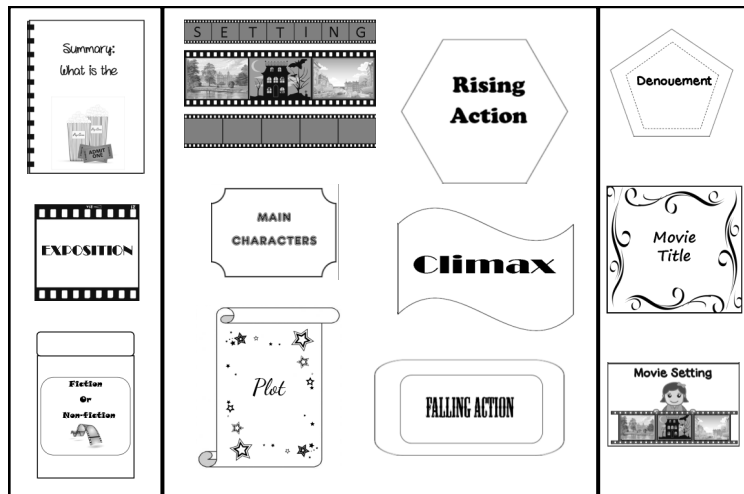 Summary:
What is the
ADMIT
ONE
EXPOSITION
Fiction
Or
Non-fiction
SETTING
MAIN
CHARACTERS
Plot
Rising
Action
Climax
FALLING ACTION
Denouement
Movie
Title
Movie Setting